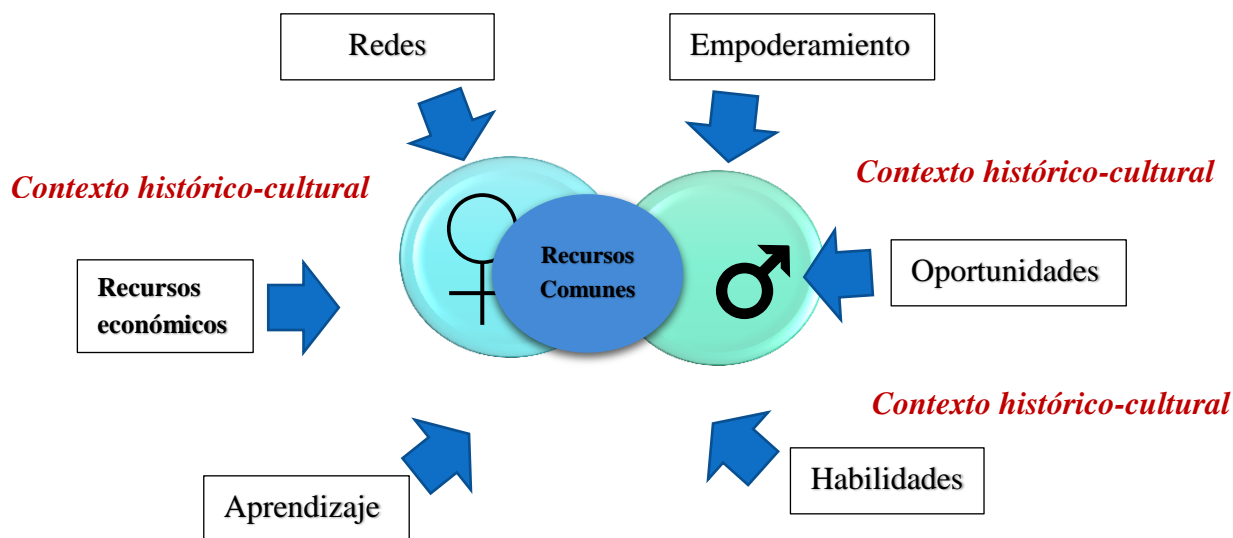 Redes
Empoderamiento
Contexto histórico-cultural
Contexto histórico-cultural
Recursos
económicos
Recursos
Comunes
Oportunidades
Contexto histórico-cultural
Aprendizaje
Habilidades